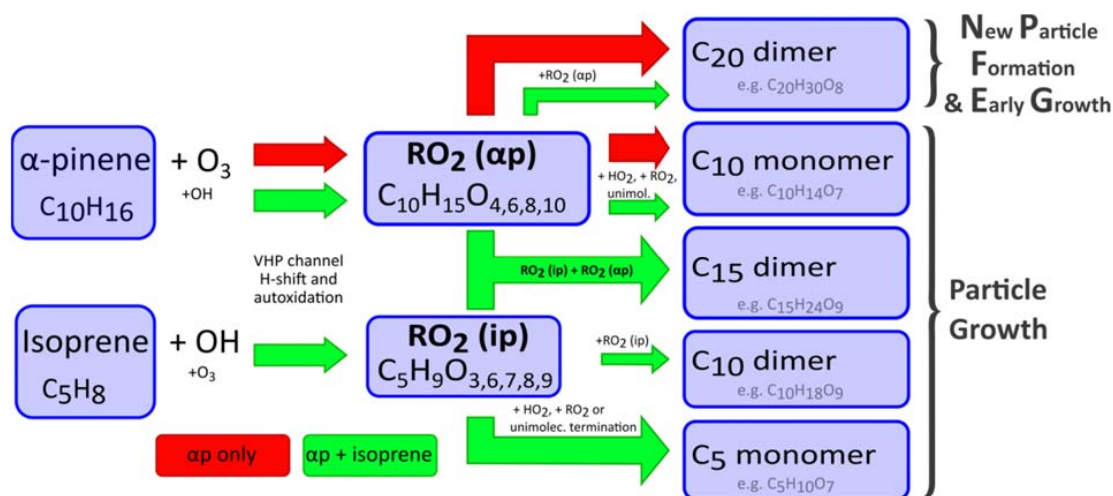 C20 dimer
e.g. C20H30O8
+RO2 (αp)
New Particle
Formation
& Early Growth
α-pinene
C10H16
+ O3
+OH
RO2 (αp)
C10H15O4,6,8,10
+ HO2, + RO2,
unimol.
C10 monomer
e.g. C10H14O7
VHP channel
H-shift and
autoxidation
RO2 (ip) + RO2 (αp)
C15 dimer
e.g. C15H24O9
Particle
Growth
Isoprene
C5H8
+ OH
+O3
RO2 (ip)
C5H9O3,6,7,8,9
+RO2 (ip)
C10 dimer
e.g. C10H18O9
+ HO2, + RO2 or
unimolec. termination
C5 monomer
e.g. C5H10O7
αp only
αp + isoprene